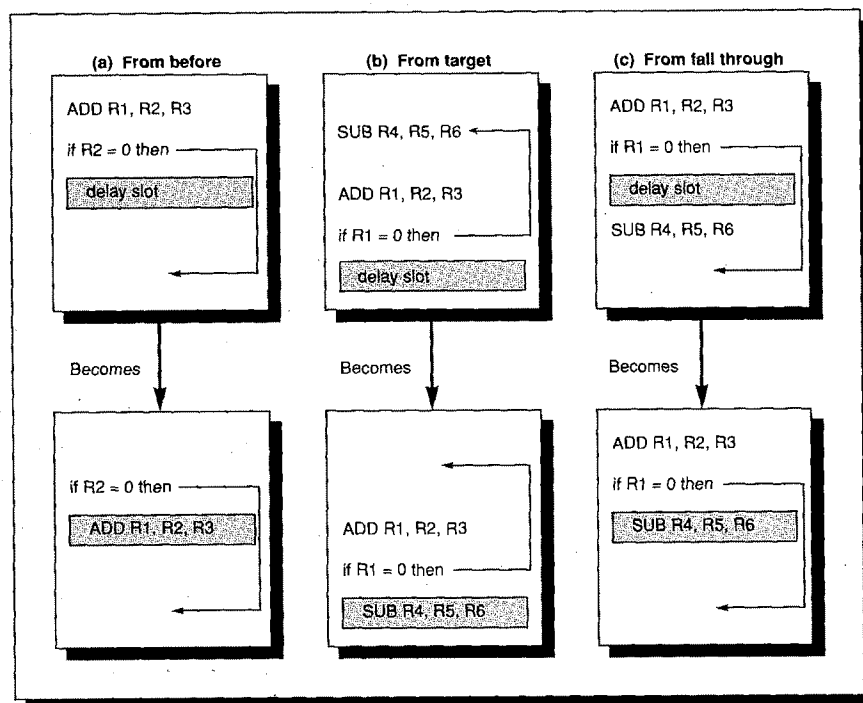 (a) From before
ADD R1, R2, R3
if R2 = 0 then
delay slot
Becomes
if R2 = 0 then
ADD R1, R2, R3
(b) From target
SUB R4, R5, R6
ADD R1, R2, R3
if R1 = 0 then
delay slot
Becomes
ADD R1, R2, R3
if R1 = 0 then
SUB R4, R5, R6
(c) From fall through
ADD R1, R2, R3
if R1 = 0 then
delay slot
SUB R4, R5, R6
Becomes
ADD R1, R2, R3
if R1 = 0 then
SUB R4, R5, R6